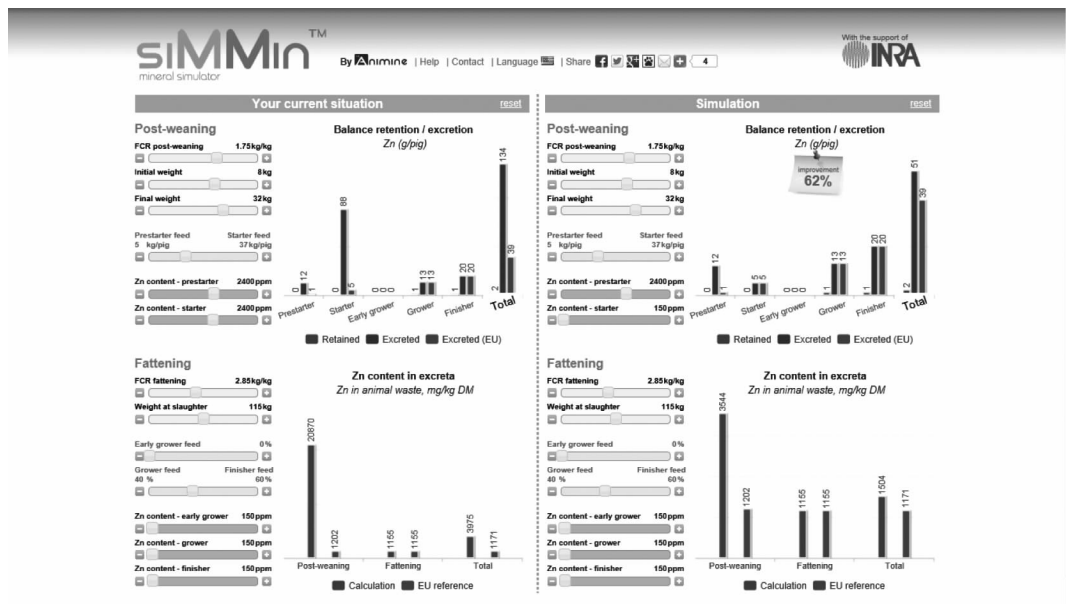 siMMin™
mineral simulator
By Animine | Help | Contact | Language | Share 4
With the support of
INRA
Your current situation reset
Post-weaning
FCR post-weaning 1.75kg/kg
Initial weight 8kg
Final weight 32kg
Prestarter feed Starter feed
5 kg/pig 37kg/pig
Zn content - prestarter 2400ppm
Zn content - starter 2400ppm
Balance retention / excretion
Zn (g/pig)
0 12 1 0 88 5 0 0 0 1 13 13 1 20 20 2 134 39
Prestarter Starter Early grower Grower Finisher Total
Retained Excreted Excreted (EU)
Fattening
FCR fattening 2.85kg/kg
Weight at slaughter 115kg
Early grower feed 0%
Grower feed Finisher feed
40 % 60%
Zn content - early grower 150ppm
Zn content - grower 150ppm
Zn content - finisher 150ppm
Zn content in excreta
Zn in animal waste, mg/kg DM
20870 1202 1155 1155 3975 1171
Post-weaning Fattening Total
Calculation EU reference
Simulation reset
Post-weaning
FCR post-weaning 1.75kg/kg
Initial weight 8kg
Final weight 32kg
Prestarter feed Starter feed
5 kg/pig 37kg/pig
Zn content - prestarter 2400ppm
Zn content - starter 150ppm
Balance retention / excretion
Zn (g/pig)
improvement
62%
0 12 1 0 5 5 0 0 0 1 13 13 1 20 20 2 51 39
Prestarter Starter Early grower Grower Finisher Total
Retained Excreted Excreted (EU)
Fattening
FCR fattening 2.85kg/kg
Weight at slaughter 115kg
Early grower feed 0%
Grower feed Finisher feed
40 % 60%
Zn content - early grower 150ppm
Zn content - grower 150ppm
Zn content - finisher 150ppm
Zn content in excreta
Zn in animal waste, mg/kg DM
3544 1202 1155 1155 1504 1171
Post-weaning Fattening Total
Calculation EU reference